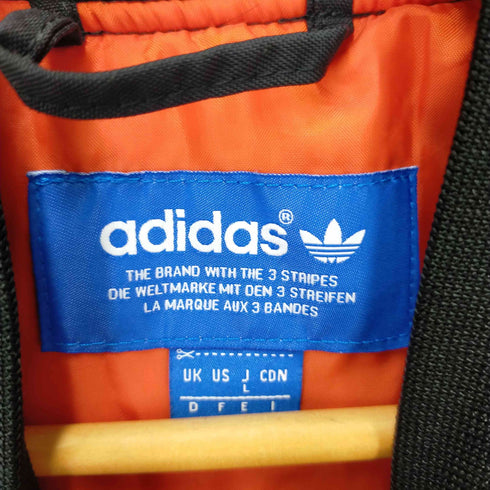 adidas®
THE BRAND WITH THE 3 STRIPES
DIE WELTMARKE MIT DEN 3 STREIFEN
LA MARQUE AUX 3 BANDES
UK US J CDN
L
D F E I